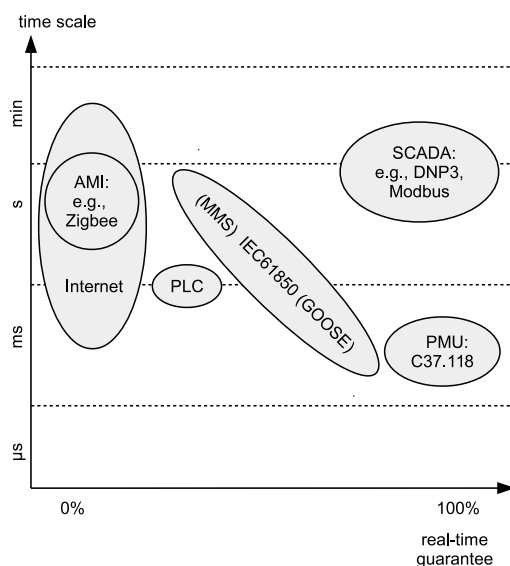 time scale
min
s
ms
µs
AMI:
e.g.,
Zigbee
Internet
PLC
(MMS) IEC61850 (GOOSE)
SCADA:
e.g., DNP3,
Modbus
PMU:
C37.118
0%
100%
real-time
guarantee